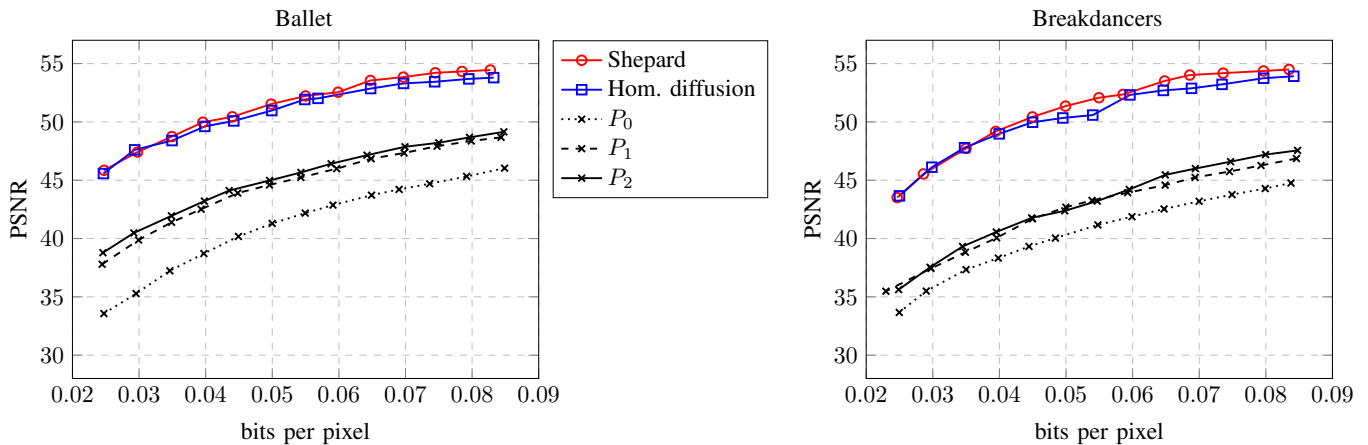 Ballet
55
50
45
40
35
30
PSNR
0.02 0.03 0.04 0.05 0.06 0.07 0.08 0.09
bits per pixel
Shepard
Hom. diffusion
P0
P1
P2
Breakdancers
55
50
45
40
35
30
PSNR
0.02 0.03 0.04 0.05 0.06 0.07 0.08 0.09
bits per pixel